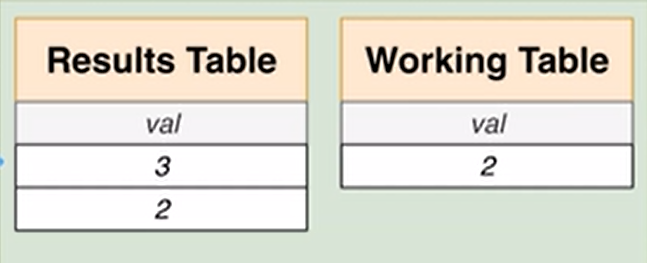 Results Table
val
3
2
Working Table
val
2